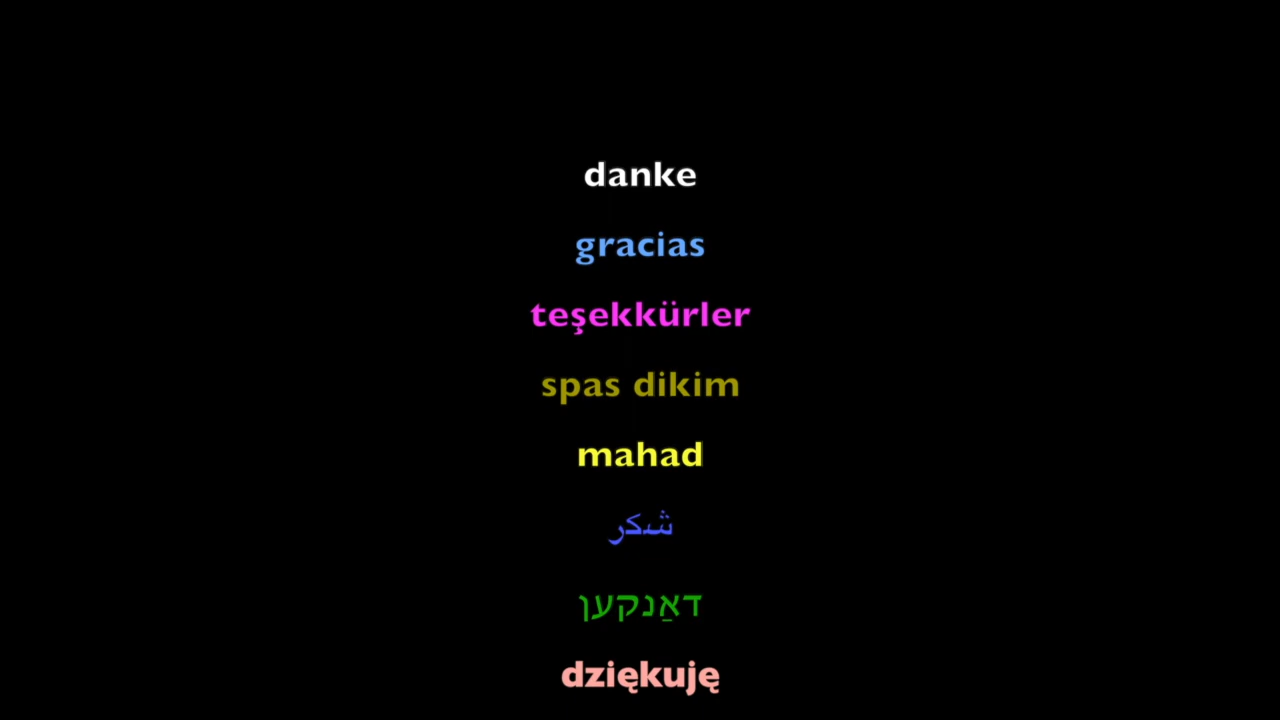 danke
gracias
teşekkürler
spas dikim
mahad
شكر
דאַנקען
dziękuję